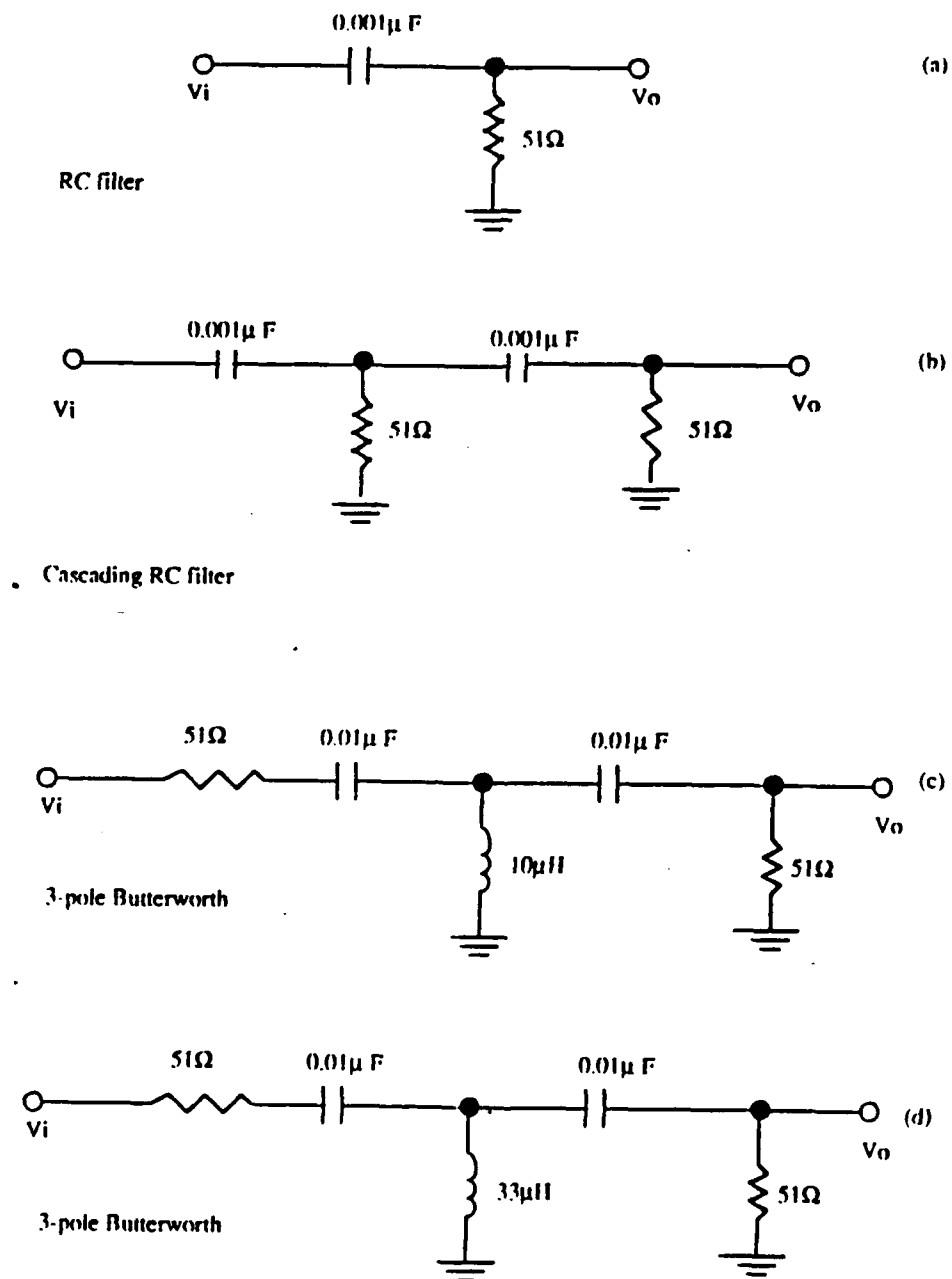 0.001μ F
(a)
Vi
Vo
51Ω
RC filter
0.001μ F
0.001μ F
(b)
Vi
Vo
51Ω
51Ω
Cascading RC filter
51Ω
0.01μ F
0.01μ F
(c)
Vi
Vo
10μH
51Ω
3-pole Butterworth
51Ω
0.01μ F
0.01μ F
(d)
Vi
Vo
33μH
51Ω
3-pole Butterworth